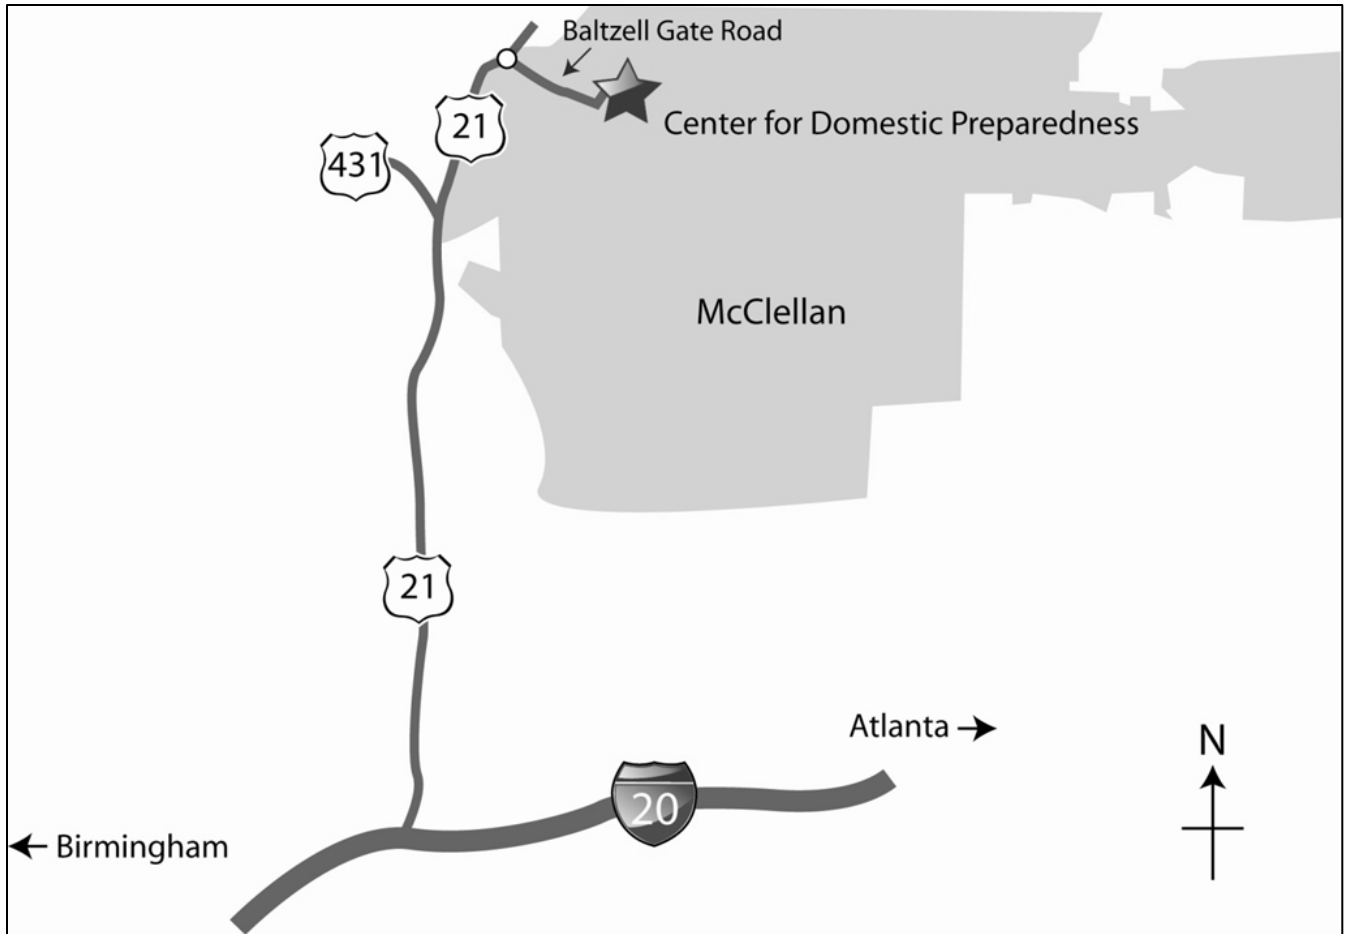 Baltzell Gate Road
21
Center for Domestic Preparedness
431
McClellan
21
Atlanta
N
20
Birmingham